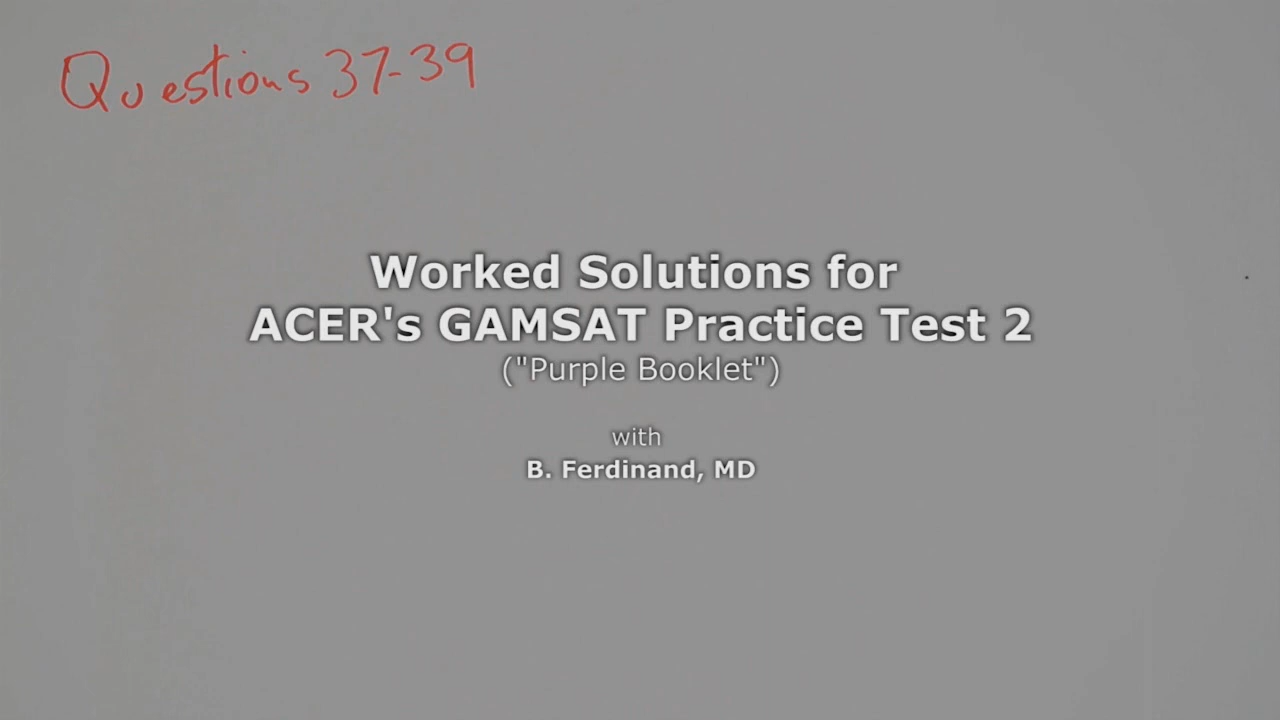 Questions 37-39
Worked Solutions for
ACER's GAMSAT Practice Test 2
("Purple Booklet")
with
B. Ferdinand, MD